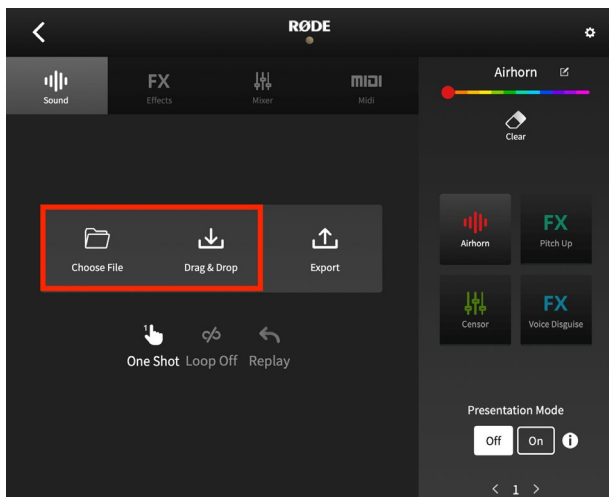 RØDE
Sound
FX
Effects
Mixer
MIDI
Midi
Airhorn
Clear
Choose File
Drag & Drop
Export
1
One Shot
Loop Off
Replay
Airhorn
FX
Pitch Up
Censor
FX
Voice Disguise
Presentation Mode
Off
On
i
< 1 >